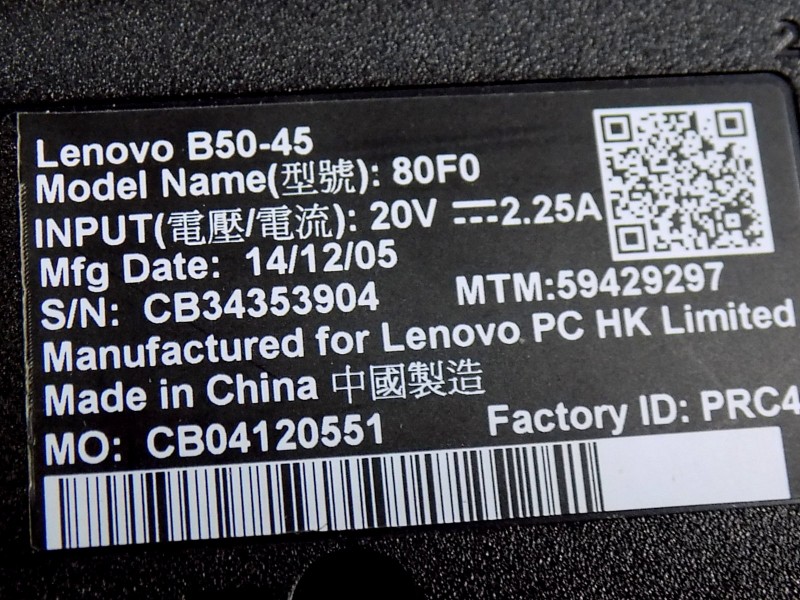 Lenovo B50-45
Model Name(型號): 80F0
INPUT(電壓/電流): 20V ⎓2.25A
Mfg Date: 14/12/05
S/N: CB34353904 MTM:59429297
Manufactured for Lenovo PC HK Limited
Made in China 中國製造
MO: CB04120551 Factory ID: PRC4